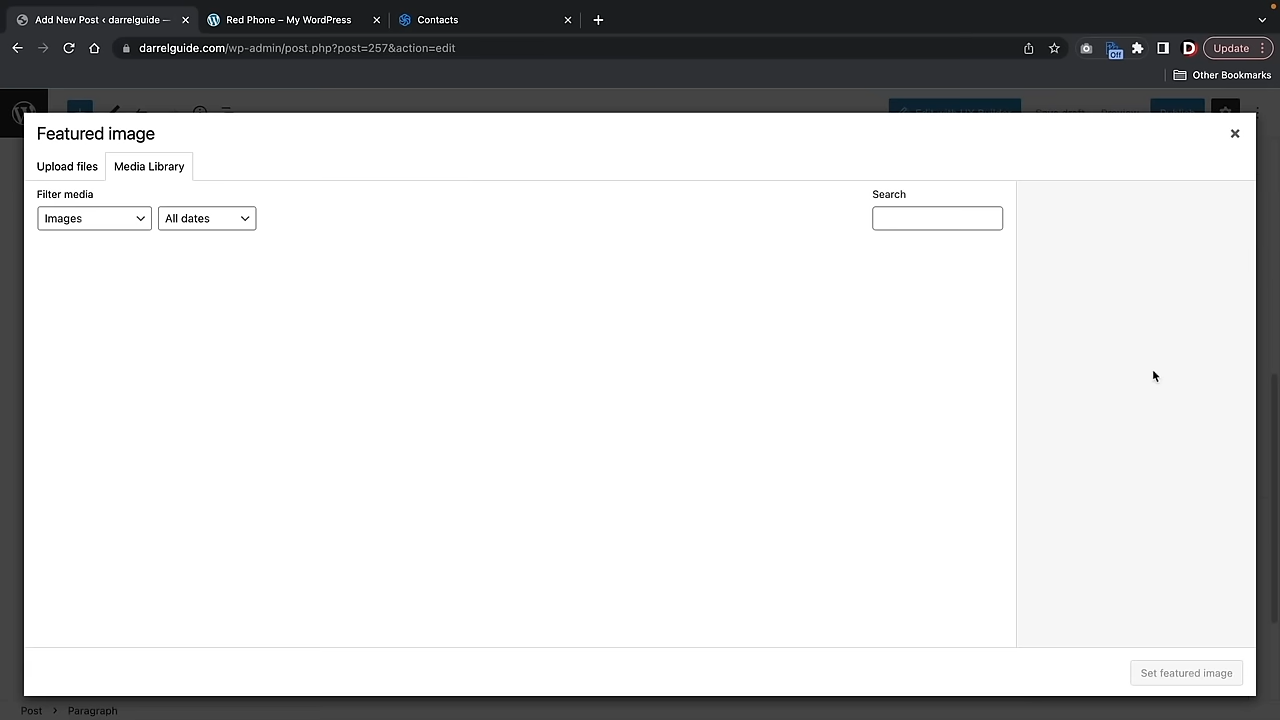 Add New Post ‹ darrelguide —
Red Phone – My WordPress
Contacts
darrelguide.com/wp-admin/post.php?post=257&action=edit
Off
D
Update
Other Bookmarks
Featured image
Upload files
Media Library
Filter media
Search
Images
All dates
Set featured image
Post › Paragraph